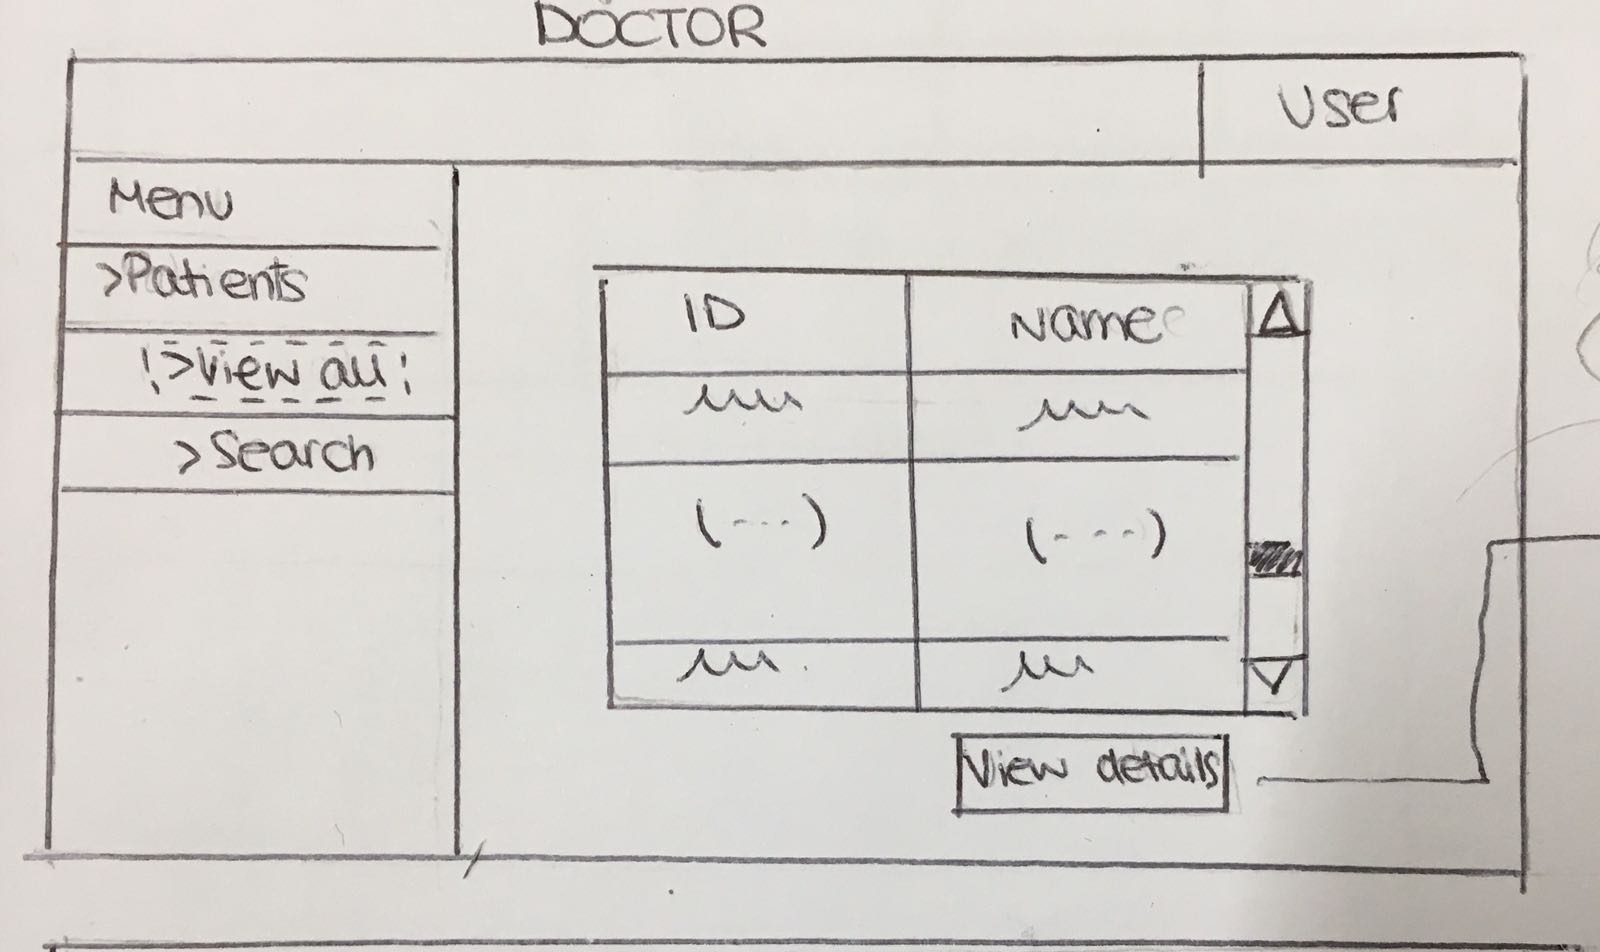 DOCTOR
User
Menu
>Patients
>View all
>Search
ID Name
(---) (---)
View details